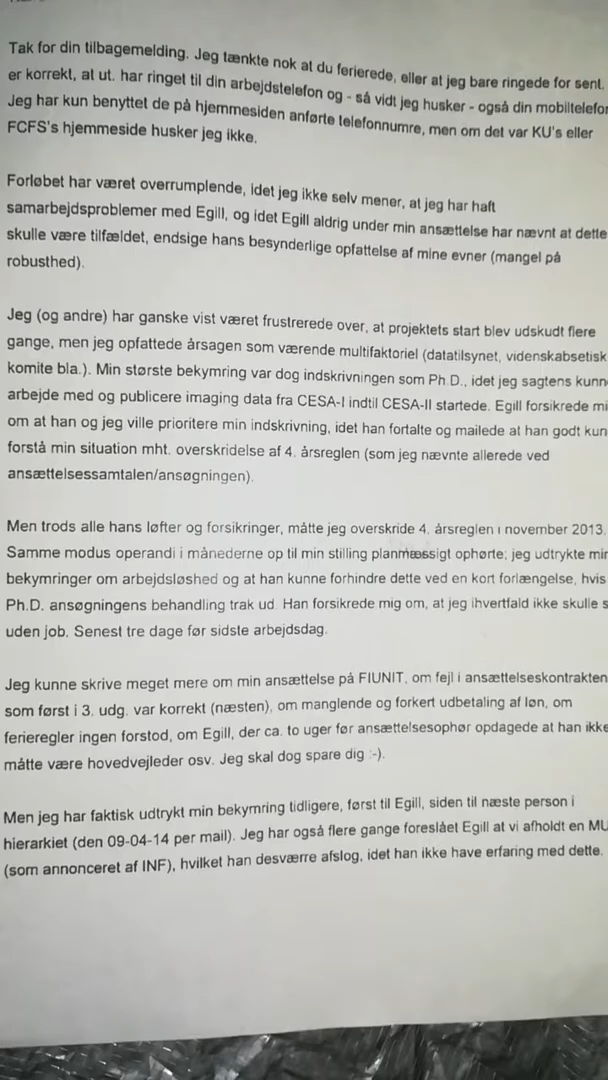 Tak for din tilbagemelding. Jeg tænkte nok at du ferierede, eller at jeg bare ringede for sent.
er korrekt, at ut. har ringet til din arbejdstelefon og - så vidt jeg husker - også din mobiltelefo
Jeg har kun benyttet de på hjemmesiden anførte telefonnumre, men om det var KU's eller
FCFS's hjemmeside husker jeg ikke.
Forløbet har været overrumplende, idet jeg ikke selv mener, at jeg har haft
samarbejdsproblemer med Egill, og idet Egill aldrig under min ansættelse har nævnt at dette
skulle være tilfældet, endsige hans besynderlige opfattelse af mine evner (mangel på
robusthed).
Jeg (og andre) har ganske vist været frustrerede over, at projektets start blev udskudt flere
gange, men jeg opfattede årsagen som værende multifaktoriel (datatilsynet, videnskabsetisk
komite bla.). Min største bekymring var dog indskrivningen som Ph.D., idet jeg sagtens kunn
arbejde med og publicere imaging data fra CESA-I indtil CESA-II startede. Egill forsikrede mi
om at han og jeg ville prioritere min indskrivning, idet han fortalte og mailede at han godt kun
forstå min situation mht. overskridelse af 4. årsreglen (som jeg nævnte allerede ved
ansættelsessamtalen/ansøgningen).
Men trods alle hans løfter og forsikringer, måtte jeg overskride 4. årsreglen i november 2013.
Samme modus operandi i månederne op til min stilling planmæssigt ophørte; jeg udtrykte min
bekymringer om arbejdsløshed og at han kunne forhindre dette ved en kort forlængelse, hvis
Ph.D. ansøgningens behandling trak ud. Han forsikrede mig om, at jeg ihvertfald ikke skulle s
uden job. Senest tre dage før sidste arbejdsdag.
Jeg kunne skrive meget mere om min ansættelse på FIUNIT, om fejl i ansættelseskontrakten
som først i 3. udg. var korrekt (næsten), om manglende og forkert udbetaling af løn, om
ferieregler ingen forstod, om Egill, der ca. to uger før ansættelsesophør opdagede at han ikke
måtte være hovedvejleder osv. Jeg skal dog spare dig :-).
Men jeg har faktisk udtrykt min bekymring tidligere, først til Egill, siden til næste person i
hierarkiet (den 09-04-14 per mail). Jeg har også flere gange foreslået Egill at vi afholdt en MU
(som annonceret af INF), hvilket han desværre afslog, idet han ikke have erfaring med dette.